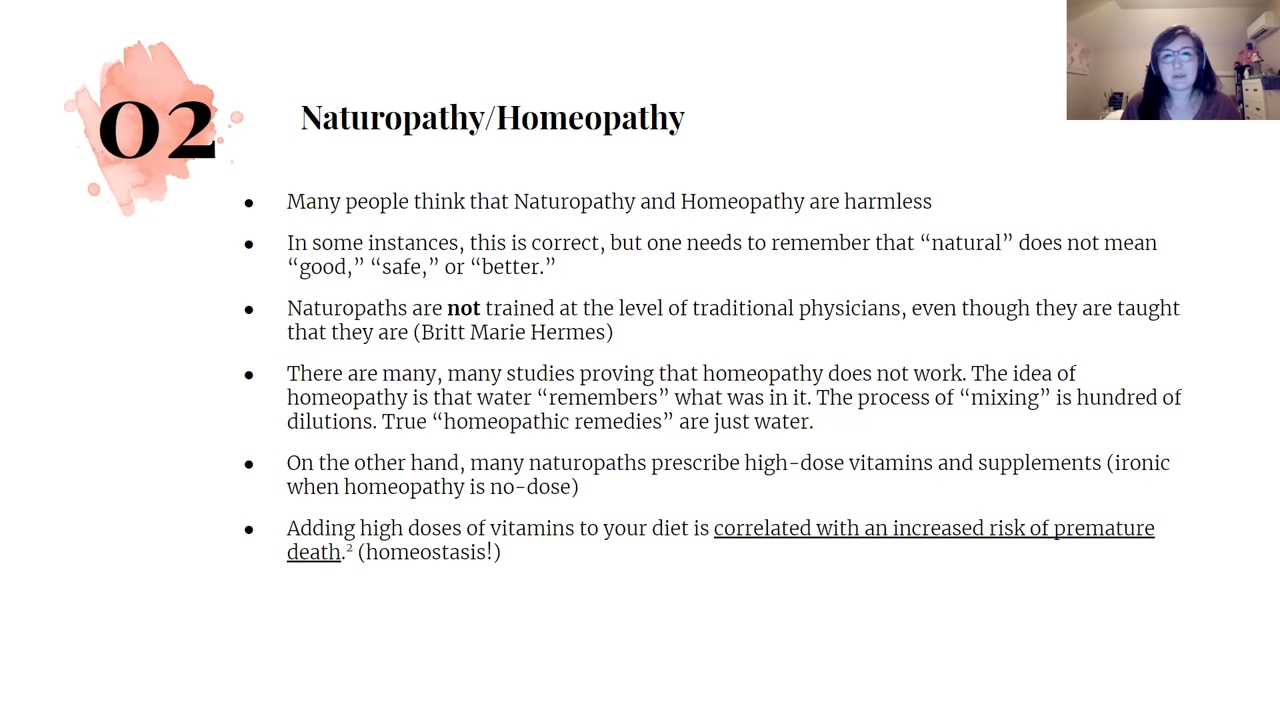 02
Naturopathy/Homeopathy
● Many people think that Naturopathy and Homeopathy are harmless
● In some instances, this is correct, but one needs to remember that “natural” does not mean
“good,” “safe,” or “better.”
● Naturopaths are not trained at the level of traditional physicians, even though they are taught
that they are (Britt Marie Hermes)
● There are many, many studies proving that homeopathy does not work. The idea of
homeopathy is that water “remembers” what was in it. The process of “mixing” is hundred of
dilutions. True “homeopathic remedies” are just water.
● On the other hand, many naturopaths prescribe high-dose vitamins and supplements (ironic
when homeopathy is no-dose)
● Adding high doses of vitamins to your diet is correlated with an increased risk of premature
death.² (homeostasis!)